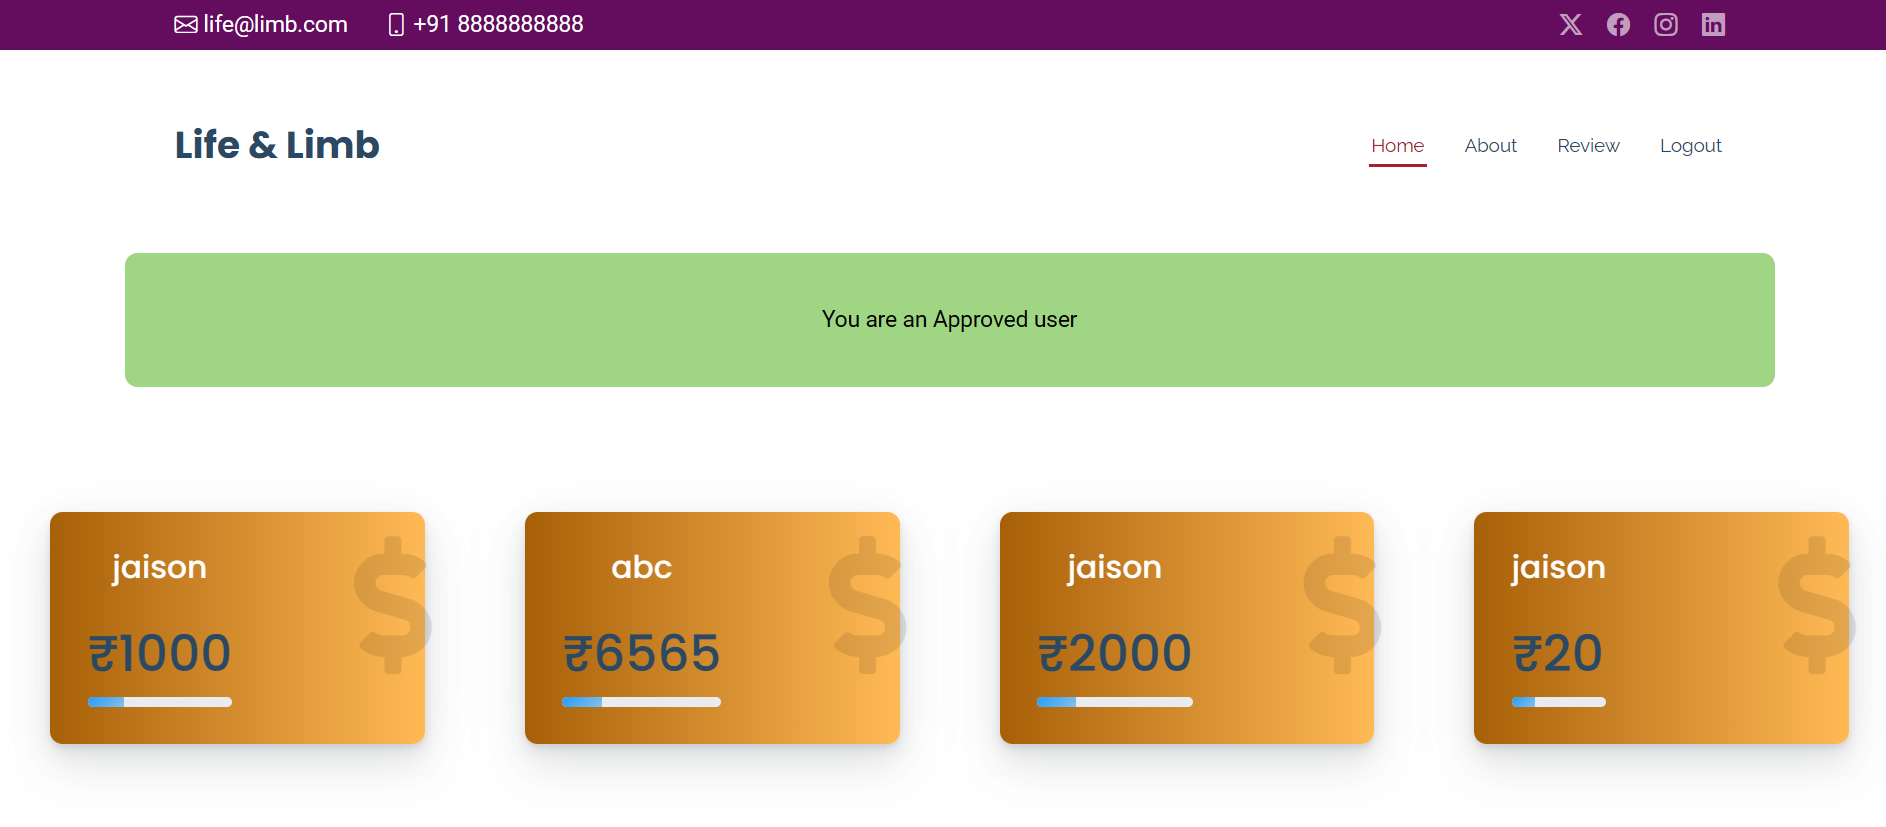 life@limb.com +91 8888888888
Life & Limb
Home About Review Logout
You are an Approved user
jaison
₹1000
abc
₹6565
jaison
₹2000
jaison
₹20